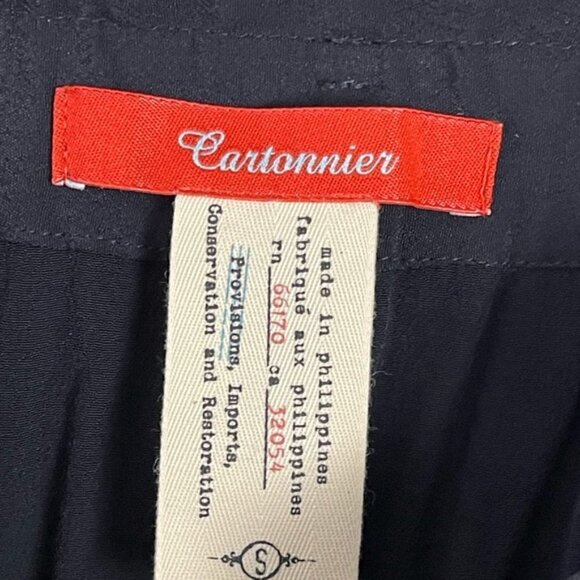 Cartonnier
made in philippines
fabriqué aux philippines
rn 66170 ca 32054
Provisions, Imports,
Conservation and Restoration
S